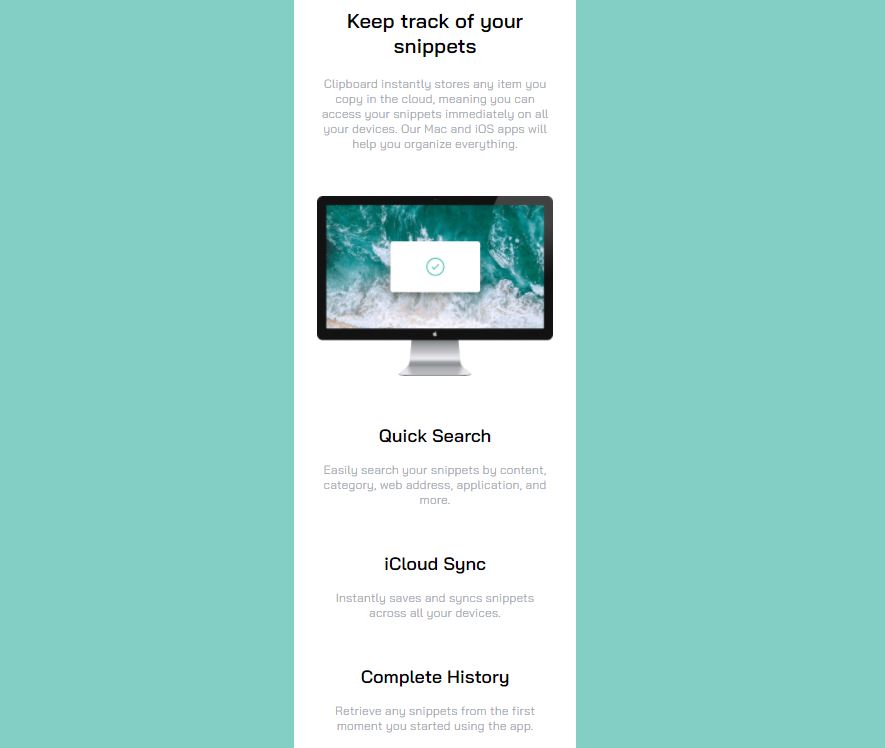 Keep track of your
snippets
Clipboard instantly stores any item you
copy in the cloud, meaning you can
access your snippets immediately on all
your devices. Our Mac and iOS apps will
help you organize everything.
Quick Search
Easily search your snippets by content,
category, web address, application, and
more.
iCloud Sync
Instantly saves and syncs snippets
across all your devices.
Complete History
Retrieve any snippets from the first
moment you started using the app.